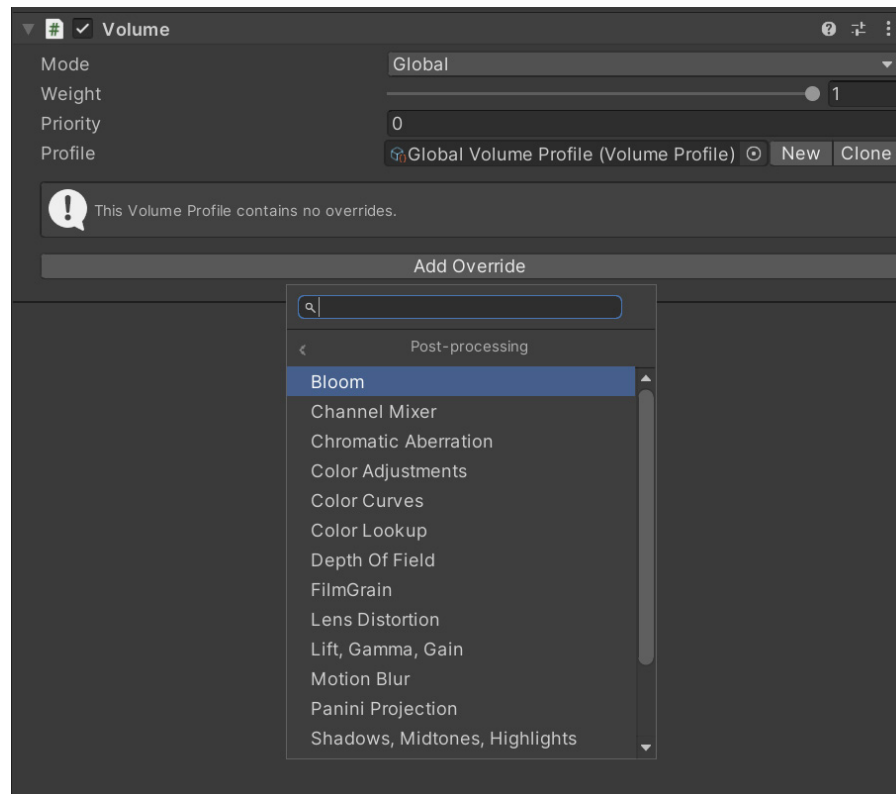 # Volume
Mode Global
Weight 1
Priority 0
Profile Global Volume Profile (Volume Profile) New Clone
This Volume Profile contains no overrides.
Add Override
Post-processing
Bloom
Channel Mixer
Chromatic Aberration
Color Adjustments
Color Curves
Color Lookup
Depth Of Field
FilmGrain
Lens Distortion
Lift, Gamma, Gain
Motion Blur
Panini Projection
Shadows, Midtones, Highlights